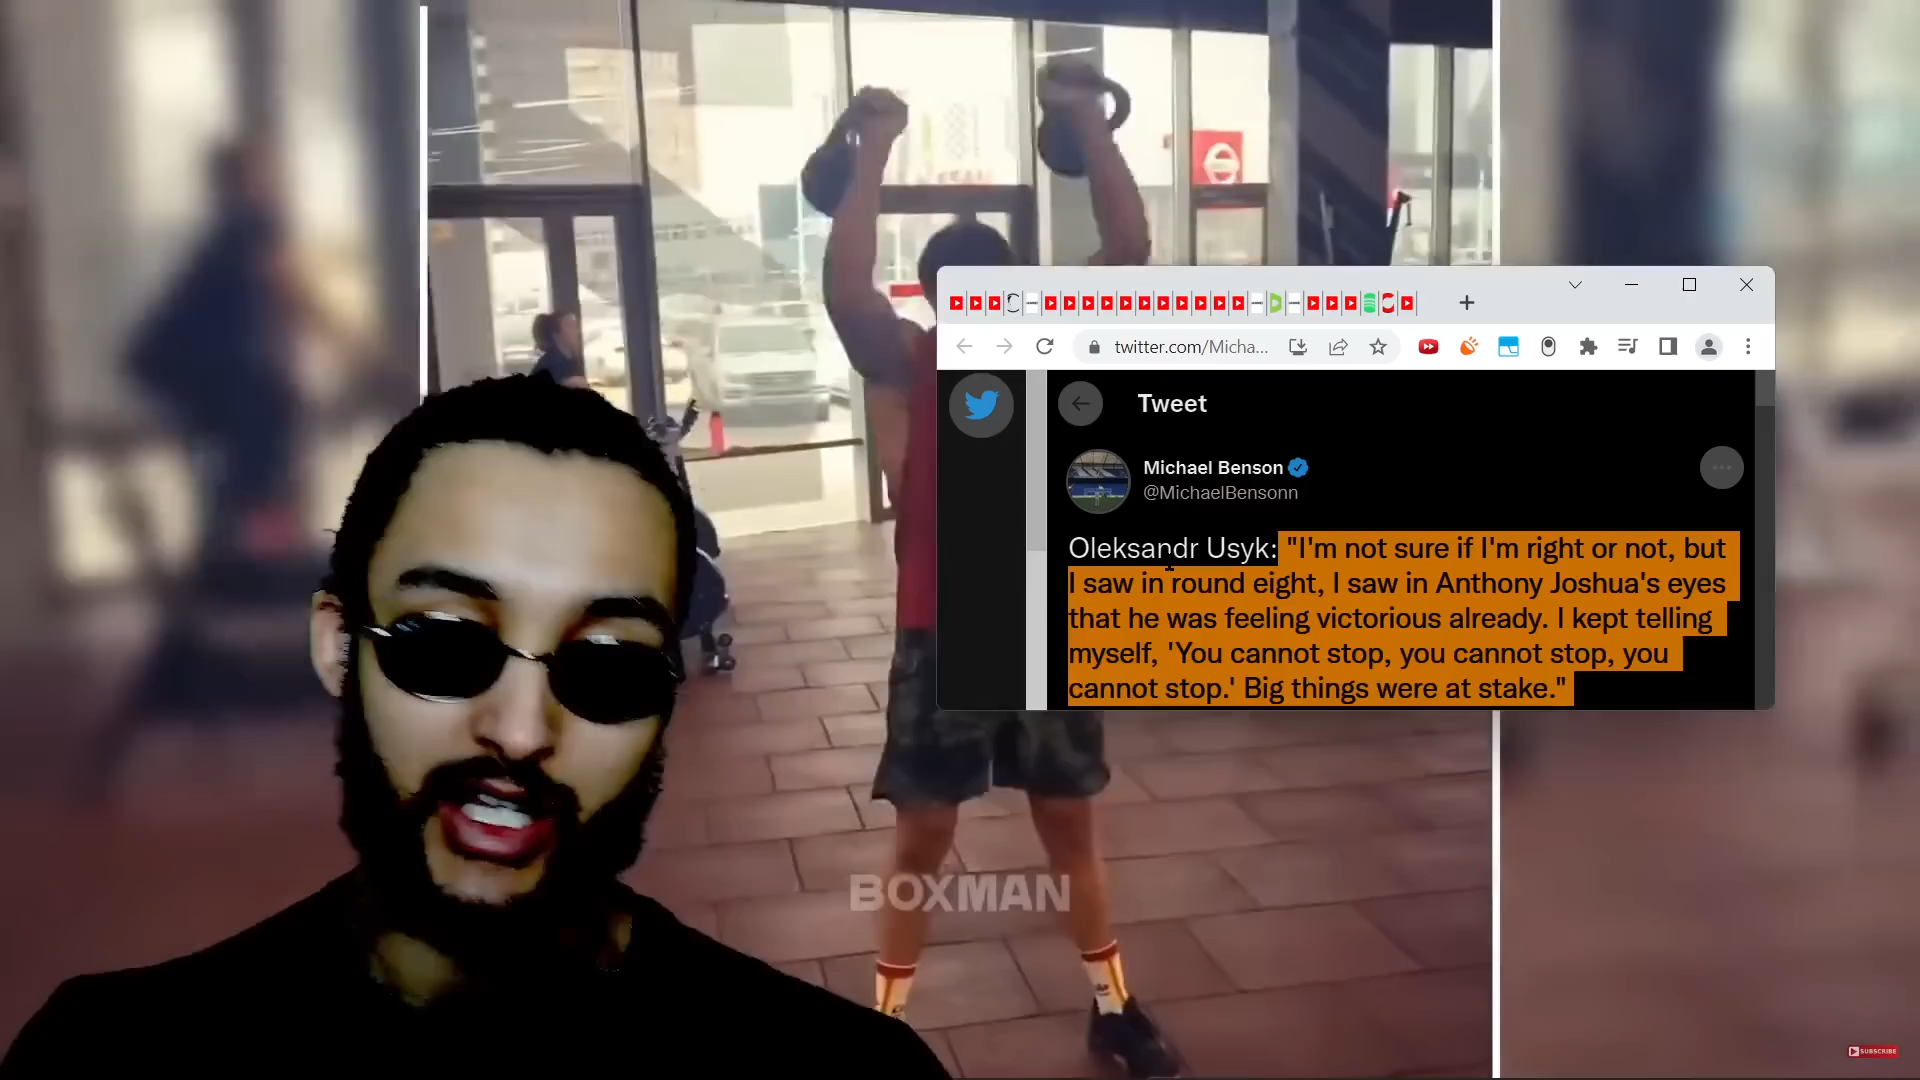 twitter.com/Micha...
Tweet
Michael Benson
@MichaelBensonn
Oleksandr Usyk: "I'm not sure if I'm right or not, but
I saw in round eight, I saw in Anthony Joshua's eyes
that he was feeling victorious already. I kept telling
myself, 'You cannot stop, you cannot stop, you
cannot stop.' Big things were at stake."
BOXMAN
SUBSCRIBE